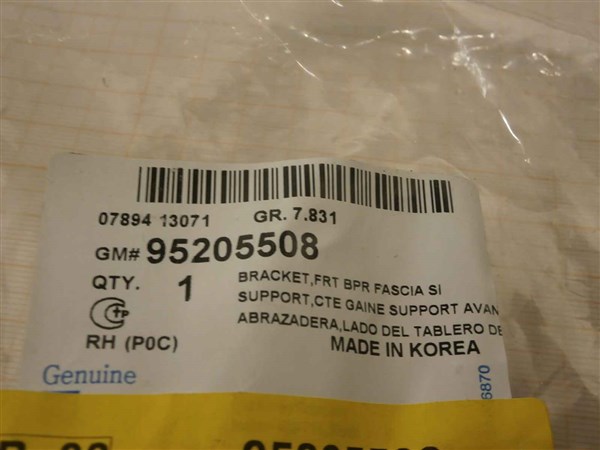 07894 13071 GR. 7.831
GM# 95205508
QTY. 1
BRACKET,FRT BPR FASCIA SI
SUPPORT,CTE GAINE SUPPORT AVAN
ABRAZADERA,LADO DEL TABLERO DE
RH (P0C)
MADE IN KOREA
Genuine
6870